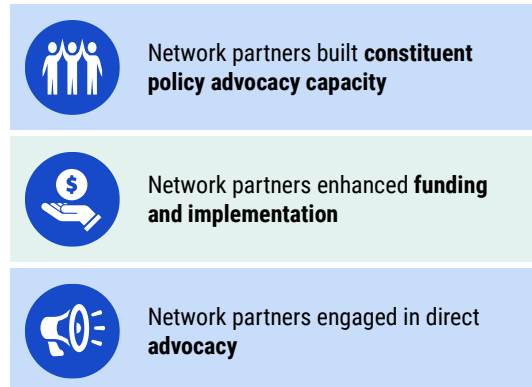 Network partners built constituent
policy advocacy capacity
$
Network partners enhanced funding
and implementation
Network partners engaged in direct
advocacy